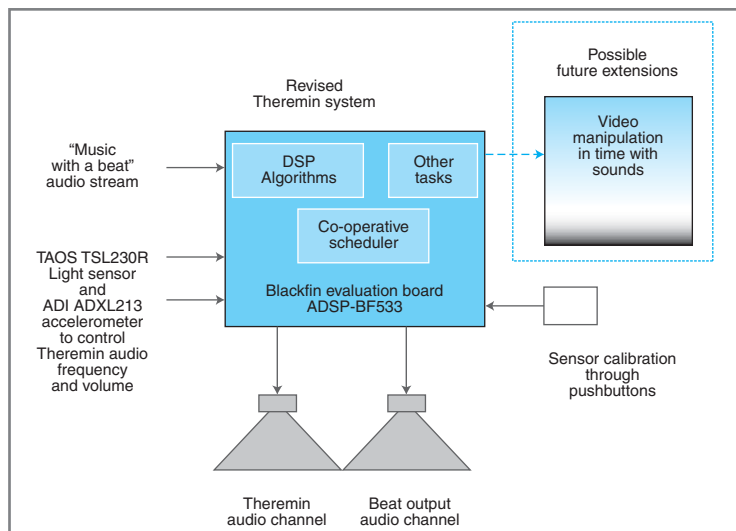 Revised
Theremin system
Possible
future extensions
Video
manipulation
in time with
sounds
“Music
with a beat”
audio stream
DSP
Algorithms
Other
tasks
Co-operative
scheduler
Blackfin evaluation board
ADSP-BF533
TAOS TSL230R
Light sensor
and
ADI ADXL213
accelerometer
to control
Theremin audio
frequency
and volume
Sensor calibration
through
pushbuttons
Theremin
audio channel
Beat output
audio channel